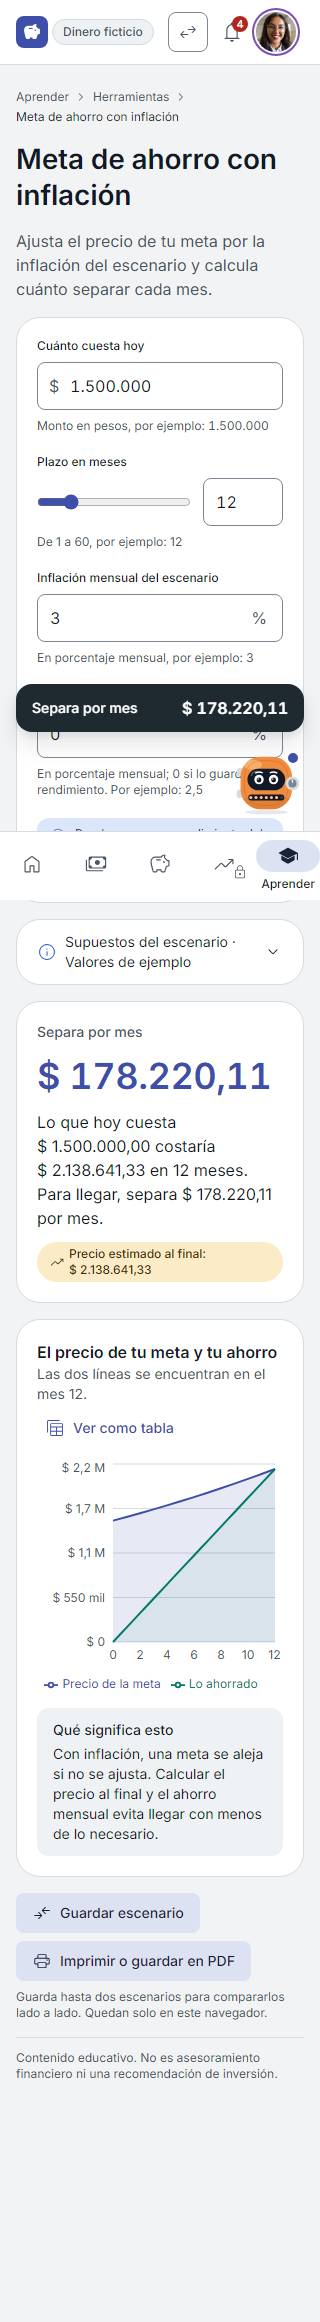 Dinero ficticio
4
Aprender > Herramientas >
Meta de ahorro con inflación
Meta de ahorro con
inflación
Ajusta el precio de tu meta por la
inflación del escenario y calcula
cuánto separar cada mes.
Cuánto cuesta hoy
$ 1.500.000
Monto en pesos, por ejemplo: 1.500.000
Plazo en meses
12
De 1 a 60, por ejemplo: 12
Inflación mensual del escenario
3 %
En porcentaje mensual, por ejemplo: 3
Separa por mes $ 178.220,11
0 %
En porcentaje mensual; 0 si lo guar
rendimiento. Por ejemplo: 2,5
Aprender
Supuestos del escenario ·
Valores de ejemplo
Separa por mes
$ 178.220,11
Lo que hoy cuesta
$ 1.500.000,00 costaría
$ 2.138.641,33 en 12 meses.
Para llegar, separa $ 178.220,11
por mes.
Precio estimado al final:
$ 2.138.641,33
El precio de tu meta y tu ahorro
Las dos líneas se encuentran en el
mes 12.
Ver como tabla
$ 2,2 M
$ 1,7 M
$ 1,1 M
$ 550 mil
$ 0
0 2 4 6 8 10 12
Precio de la meta Lo ahorrado
Qué significa esto
Con inflación, una meta se aleja
si no se ajusta. Calcular el
precio al final y el ahorro
mensual evita llegar con menos
de lo necesario.
Guardar escenario
Imprimir o guardar en PDF
Guarda hasta dos escenarios para compararlos
lado a lado. Quedan solo en este navegador.
Contenido educativo. No es asesoramiento
financiero ni una recomendación de inversión.